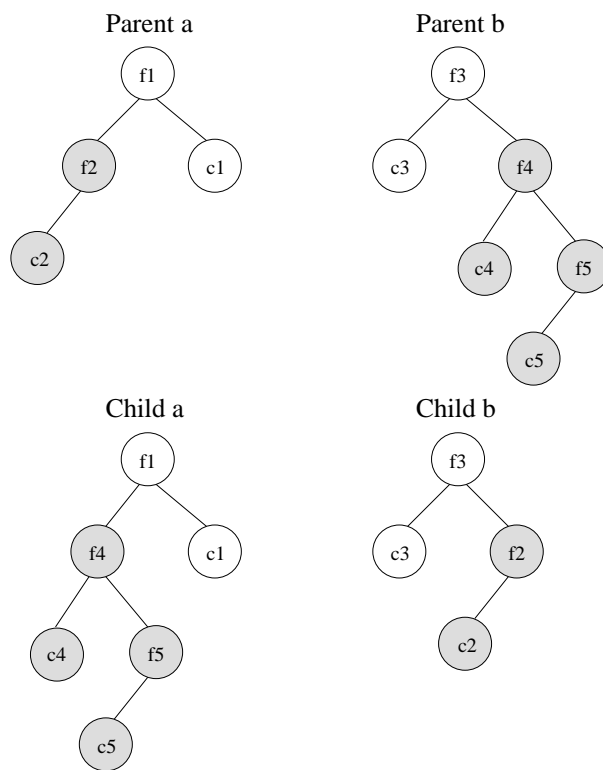 Parent a
Parent b
f1
f3
f2
c1
c3
f4
c2
c4
f5
c5
Child a
Child b
f1
f3
f4
c1
c3
f2
c4
f5
c2
c5